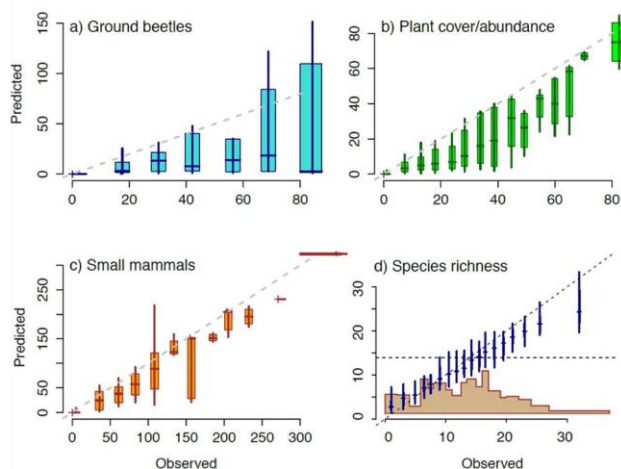 a) Ground beetles
Predicted
150
100
50
0
0 20 40 60 80
b) Plant cover/abundance
80
60
40
20
0
0 20 40 60 80
c) Small mammals
Predicted
250
150
50
0
0 50 100 150 200 250 300
Observed
d) Species richness
30
20
10
0
0 10 20 30
Observed